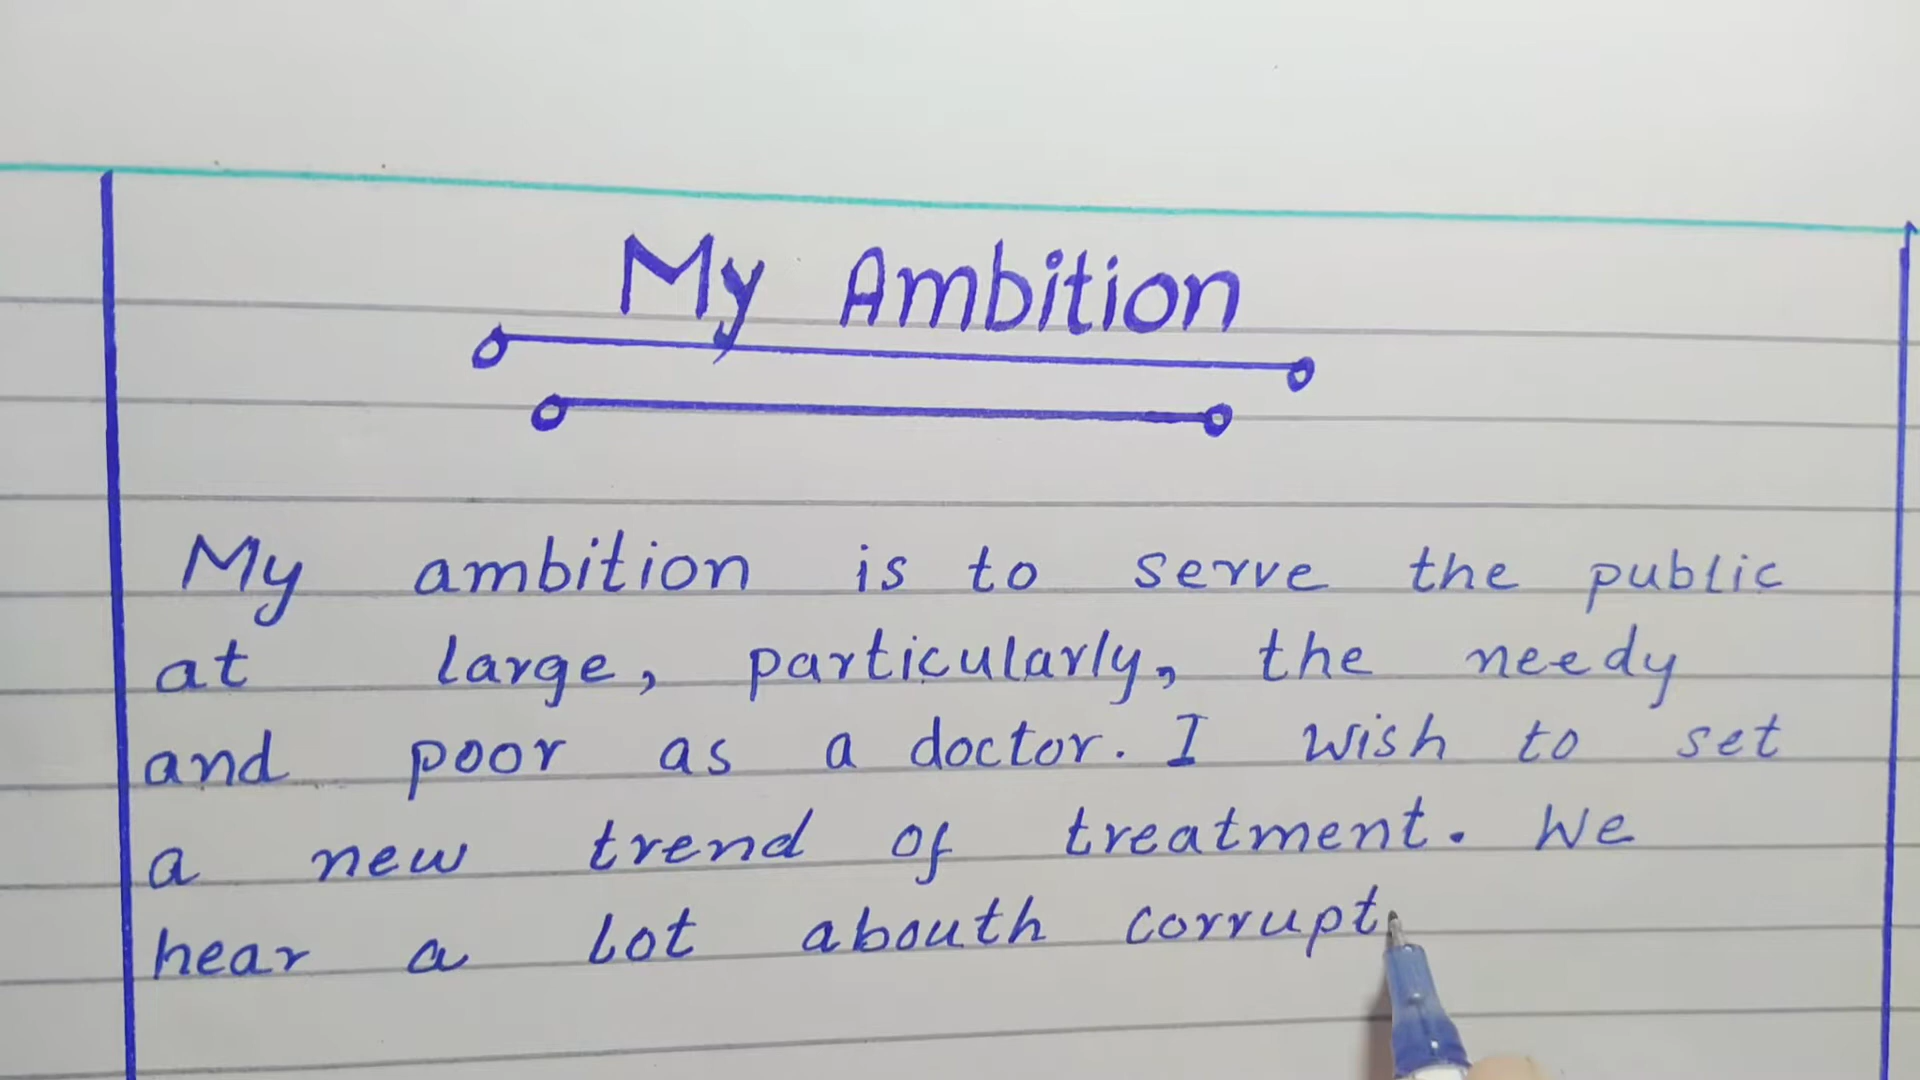 My Ambition
My ambition is to serve the public
at large, particularly, the needy
and poor as a doctor. I wish to set
a new trend of treatment. We
hear a lot abouth corrupt